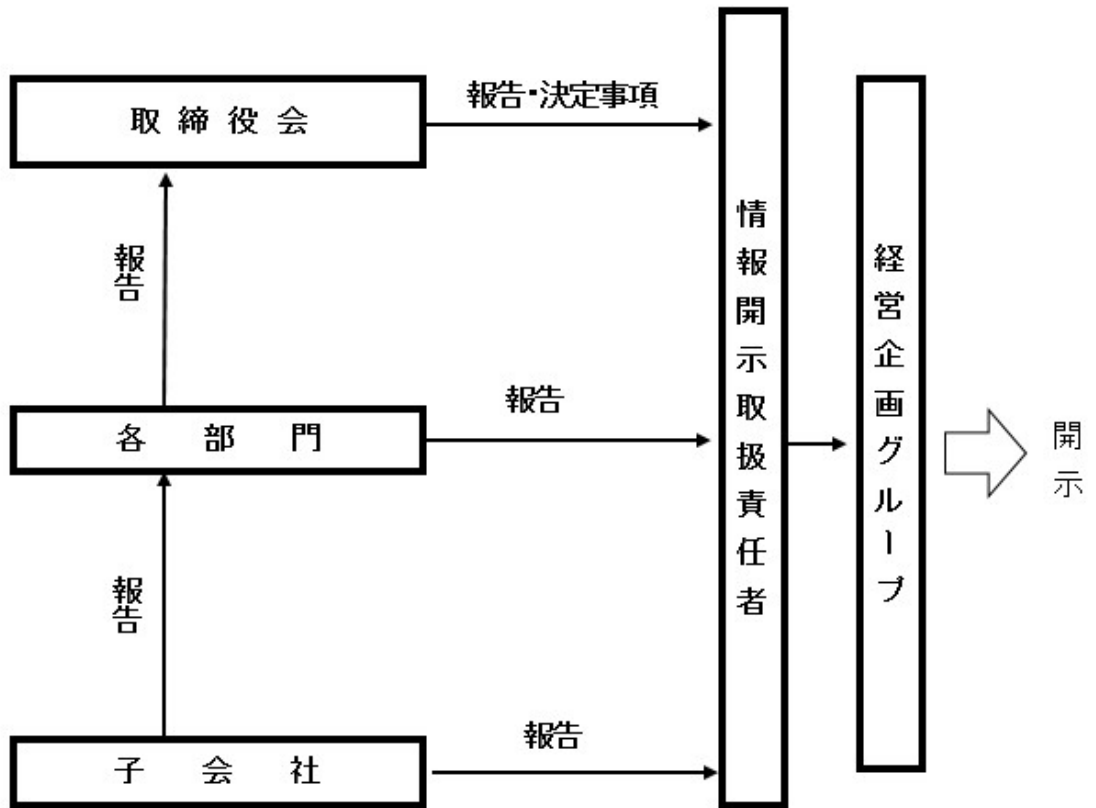 取締役会
報告・決定事項
報告
各部門
報告
報告
子会社
報告
情報開示取扱責任者
経営企画グループ
開示